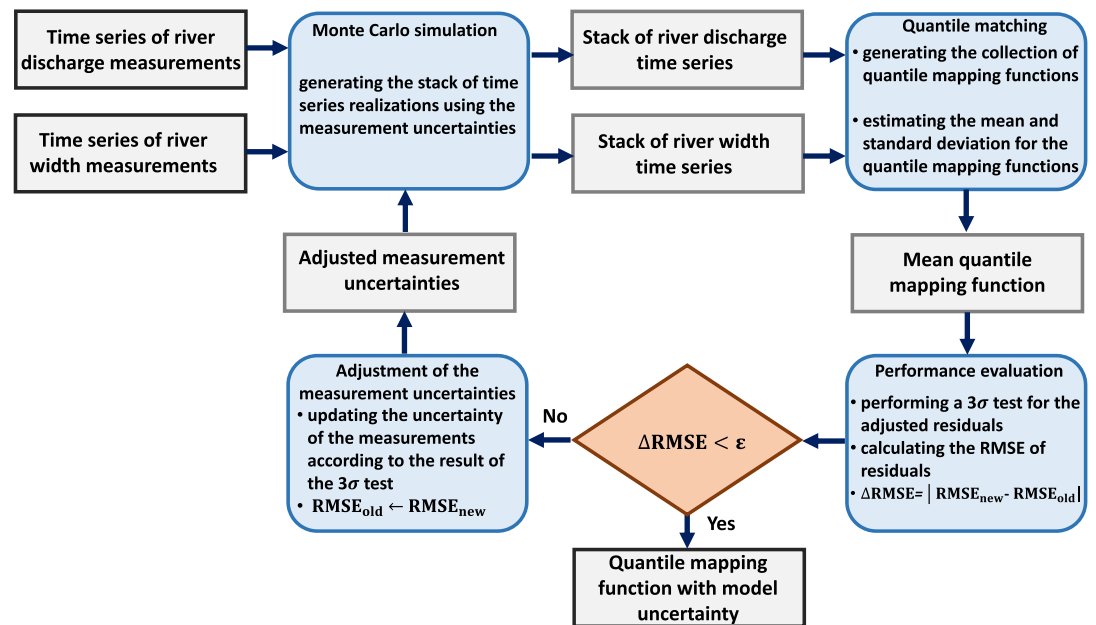 Time series of river
discharge measurements
Time series of river
width measurements
Monte Carlo simulation
generating the stack of time
series realizations using the
measurement uncertainties
Stack of river discharge
time series
Stack of river width
time series
Quantile matching
• generating the collection of
quantile mapping functions
• estimating the mean and
standard deviation for the
quantile mapping functions
Mean quantile
mapping function
Performance evaluation
• performing a 3σ test for the
adjusted residuals
• calculating the RMSE of
residuals
• ΔRMSE= | RMSEnew- RMSEold|
ΔRMSE < ε
No
Yes
Adjustment of the
measurement uncertainties
• updating the uncertainty
of the measurements
according to the result of
the 3σ test
• RMSEold ← RMSEnew
Adjusted measurement
uncertainties
Quantile mapping
function with model
uncertainty